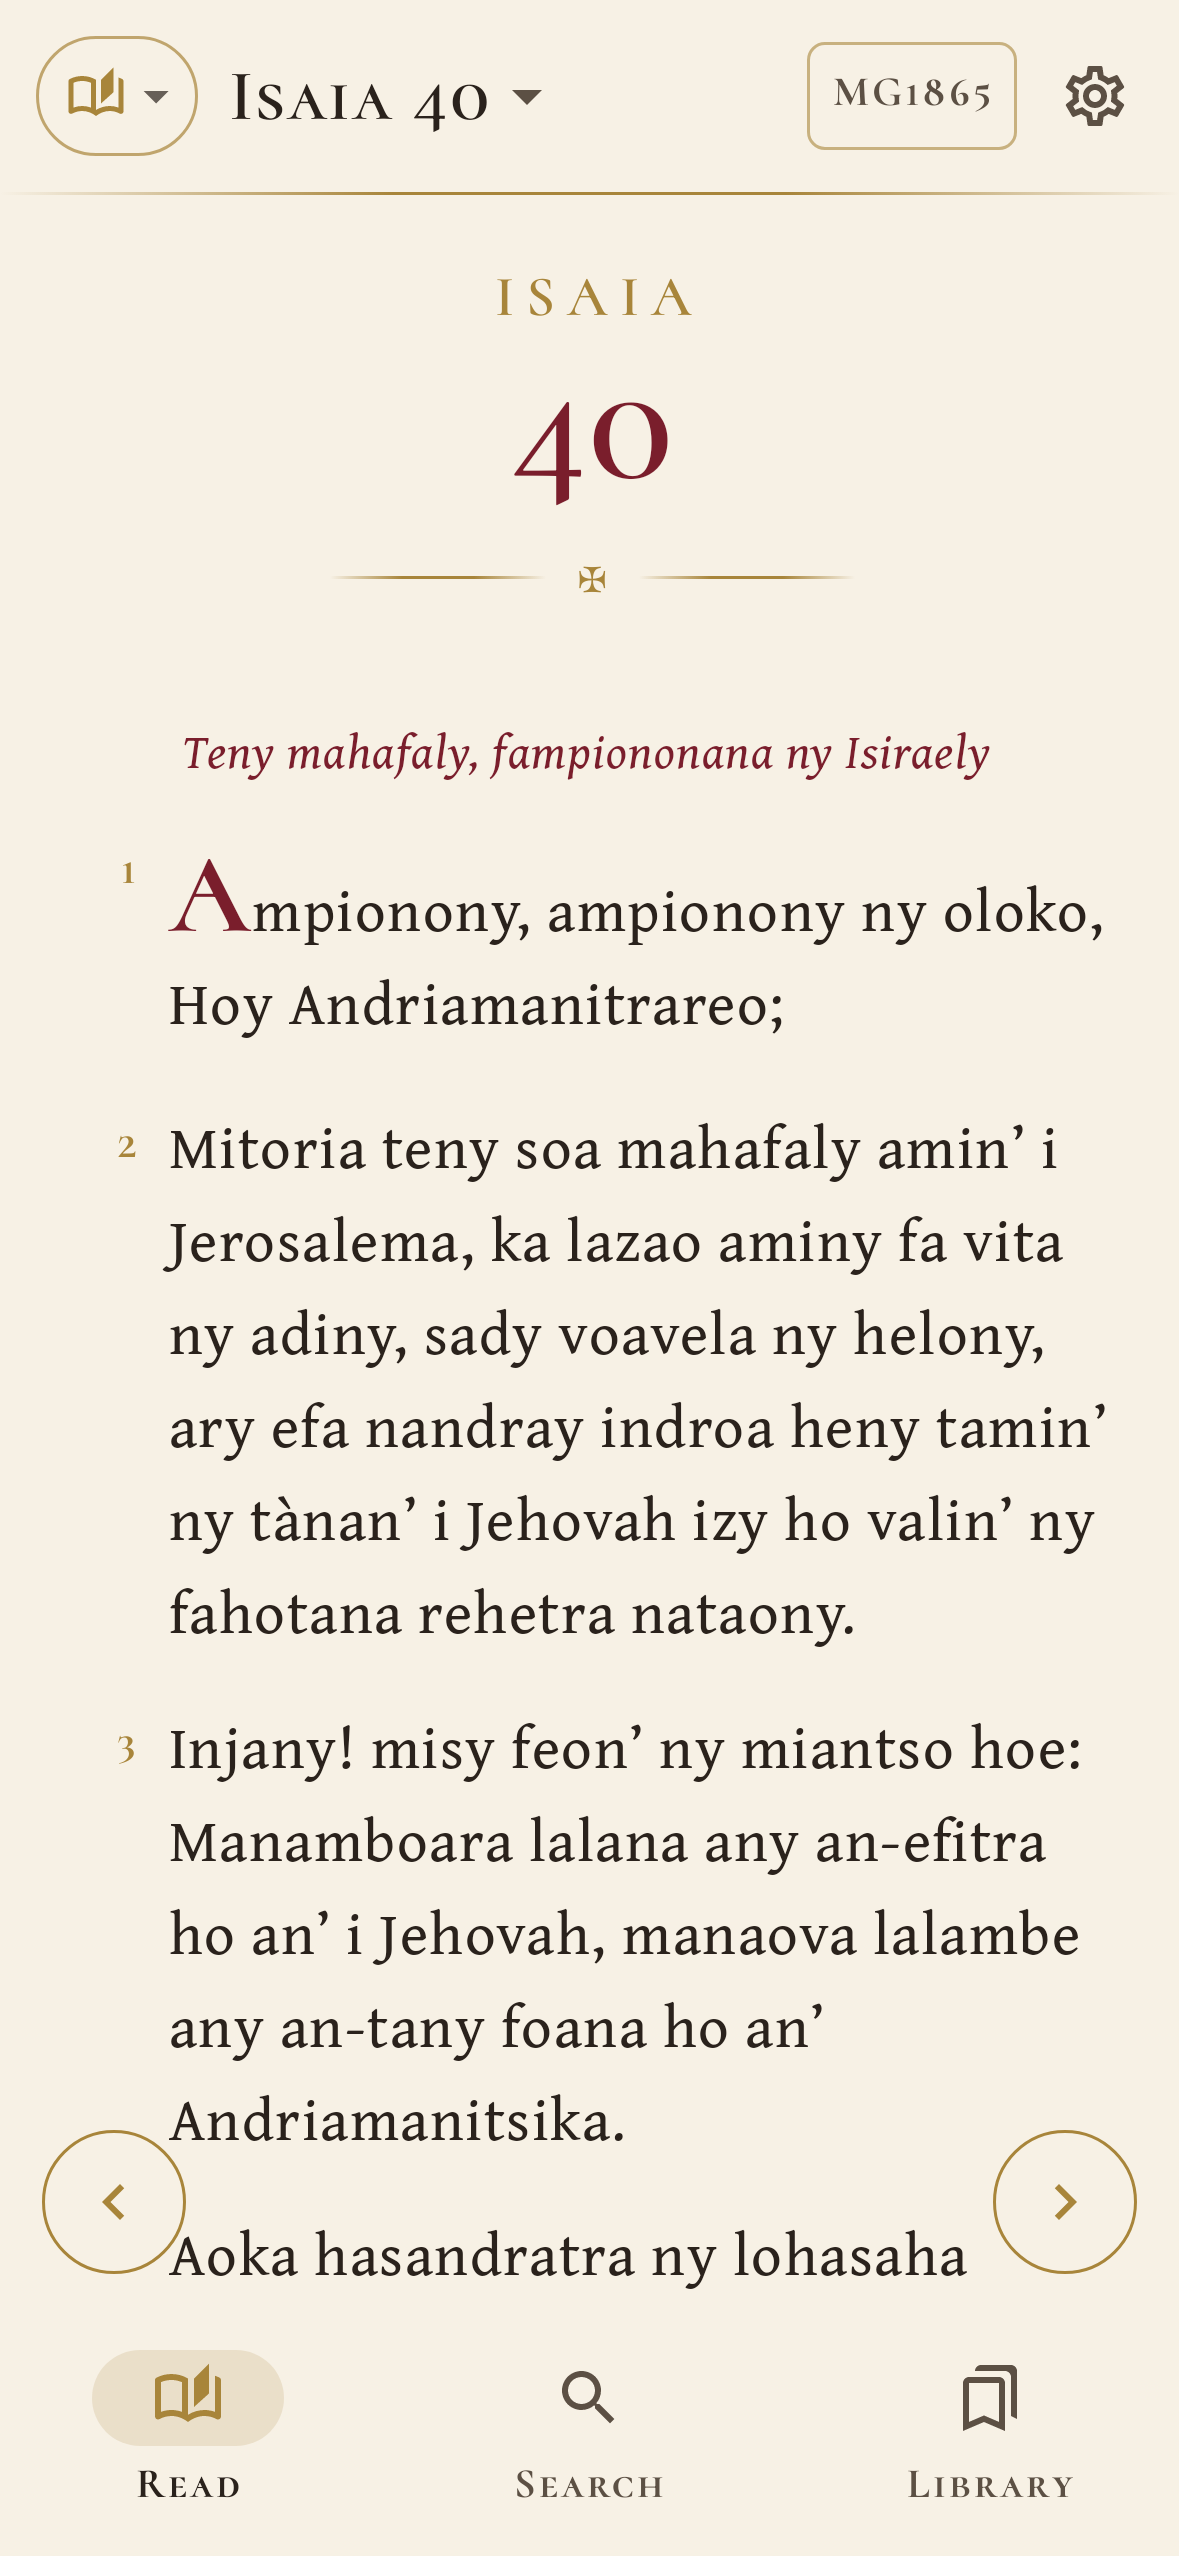 Isaia 40
MG1865
ISAIA
40
✠
Teny mahafaly, fampiononana ny Isiraely
1 Ampionony, ampionony ny oloko,
Hoy Andriamanitrareo;
2 Mitoria teny soa mahafaly amin’ i
Jerosalema, ka lazao aminy fa vita
ny adiny, sady voavela ny helony,
ary efa nandray indroa heny tamin’
ny tànan’ i Jehovah izy ho valin’ ny
fahotana rehetra nataony.
3 Injany! misy feon’ ny miantso hoe:
Manamboara lalana any an-efitra
ho an’ i Jehovah, manaova lalambe
any an-tany foana ho an’
Andriamanitsika.
Aoka hasandratra ny lohasaha
Read
Search
Library